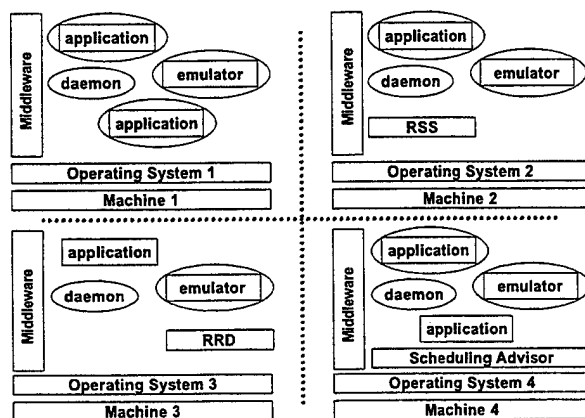 Middleware
application
daemon
emulator
application
Operating System 1
Machine 1
Middleware
application
daemon
emulator
RSS
Operating System 2
Machine 2
Middleware
application
daemon
emulator
RRD
Operating System 3
Machine 3
Middleware
application
daemon
emulator
application
Scheduling Advisor
Operating System 4
Machine 4